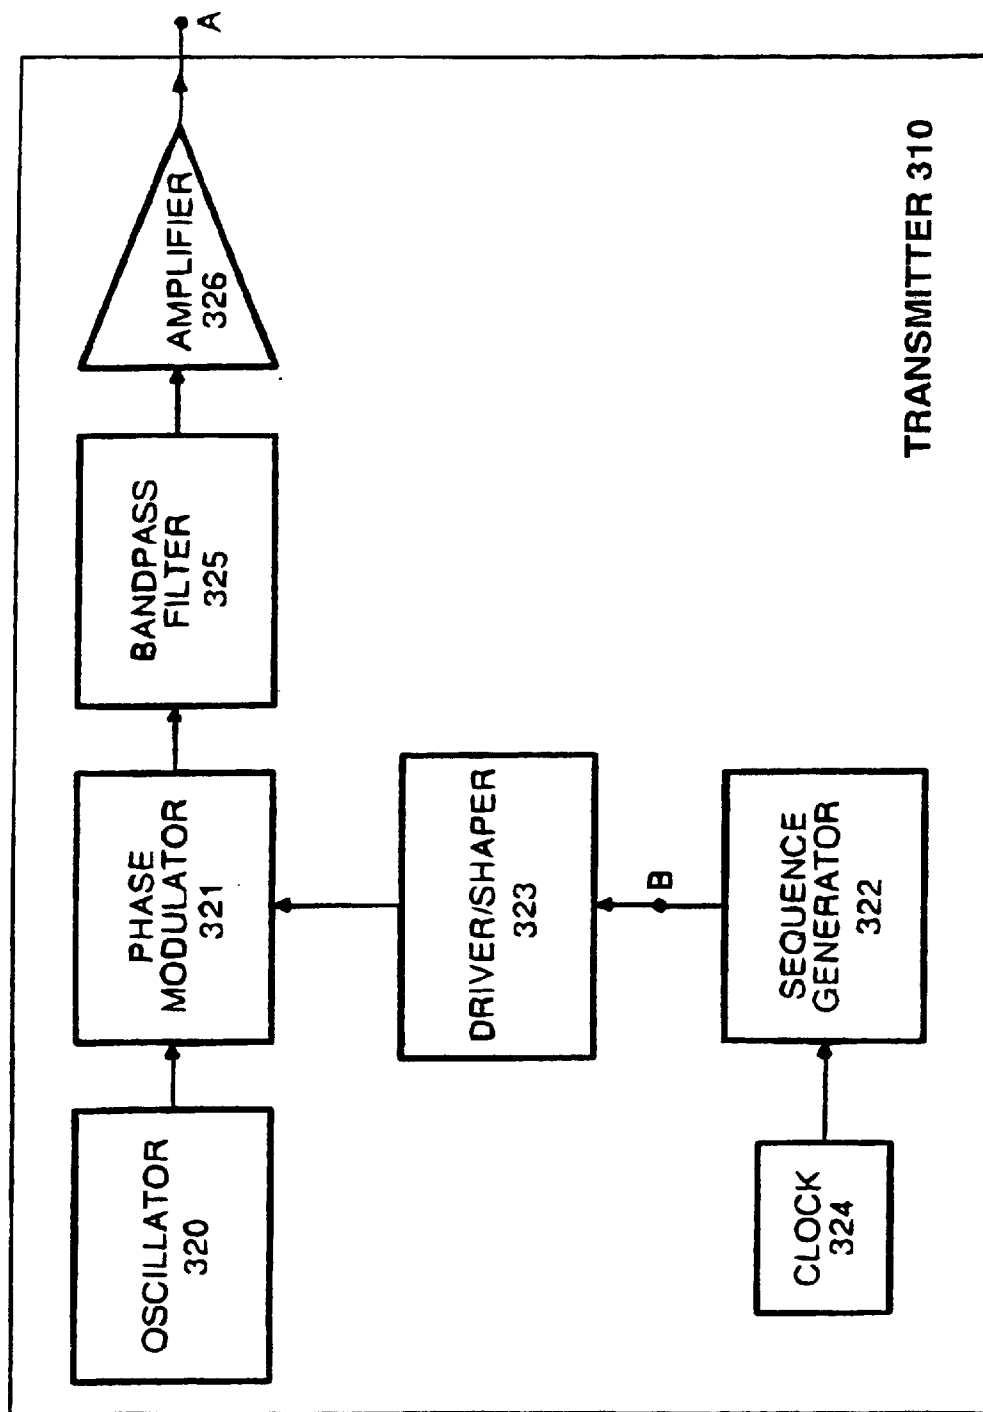 OSCILLATOR
320
PHASE
MODULATOR
321
BANDPASS
FILTER
325
AMPLIFIER
326
A
DRIVER/SHAPER
323
B
CLOCK
324
SEQUENCE
GENERATOR
322
TRANSMITTER 310